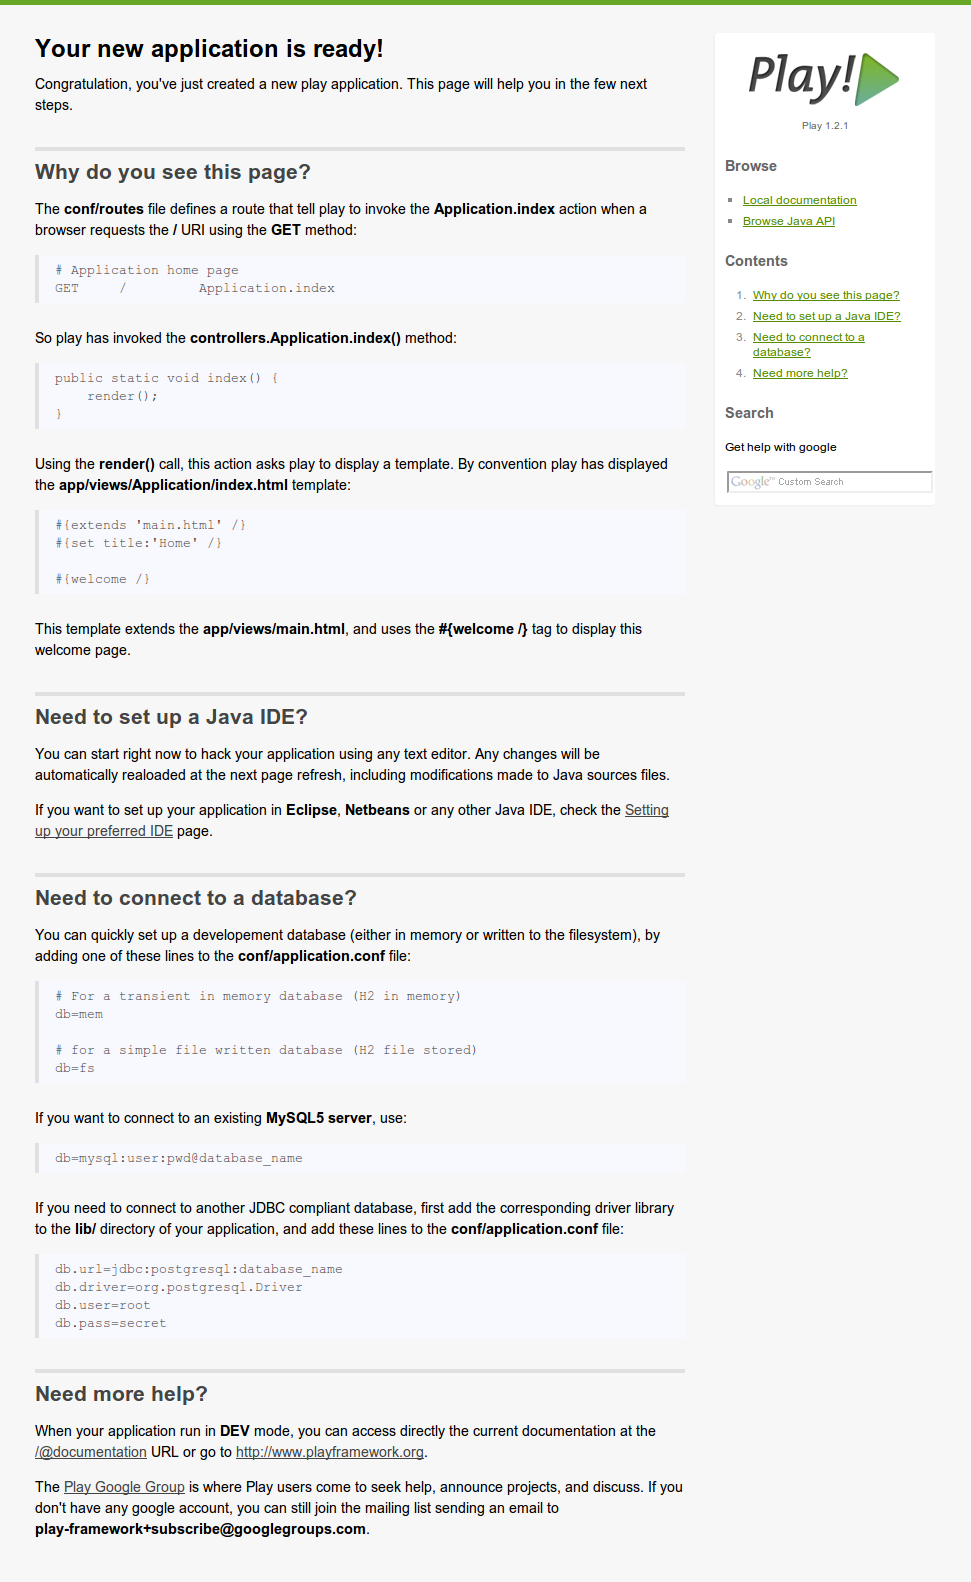 Your new application is ready!
Congratulation, you've just created a new play application. This page will help you in the few next
steps.
Why do you see this page?
The conf/routes file defines a route that tell play to invoke the Application.index action when a
browser requests the / URI using the GET method:
# Application home page
GET     /         Application.index
So play has invoked the controllers.Application.index() method:
public static void index() {
    render();
}
Using the render() call, this action asks play to display a template. By convention play has displayed
the app/views/Application/index.html template:
#{extends 'main.html' /}
#{set title:'Home' /}
#{welcome /}
This template extends the app/views/main.html, and uses the #{welcome /} tag to display this
welcome page.
Need to set up a Java IDE?
You can start right now to hack your application using any text editor. Any changes will be
automatically realoaded at the next page refresh, including modifications made to Java sources files.
If you want to set up your application in Eclipse, Netbeans or any other Java IDE, check the Setting
up your preferred IDE page.
Need to connect to a database?
You can quickly set up a developement database (either in memory or written to the filesystem), by
adding one of these lines to the conf/application.conf file:
# For a transient in memory database (H2 in memory)
db=mem
# for a simple file written database (H2 file stored)
db=fs
If you want to connect to an existing MySQL5 server, use:
db=mysql:user:pwd@database_name
If you need to connect to another JDBC compliant database, first add the corresponding driver library
to the lib/ directory of your application, and add these lines to the conf/application.conf file:
db.url=jdbc:postgresql:database_name
db.driver=org.postgresql.Driver
db.user=root
db.pass=secret
Need more help?
When your application run in DEV mode, you can access directly the current documentation at the
/@documentation URL or go to http://www.playframework.org.
The Play Google Group is where Play users come to seek help, announce projects, and discuss. If you
don't have any google account, you can still join the mailing list sending an email to
play-framework+subscribe@googlegroups.com.
Play!
Play 1.2.1
Browse
Local documentation
Browse Java API
Contents
1. Why do you see this page?
2. Need to set up a Java IDE?
3. Need to connect to a
database?
4. Need more help?
Search
Get help with google
Google™ Custom Search